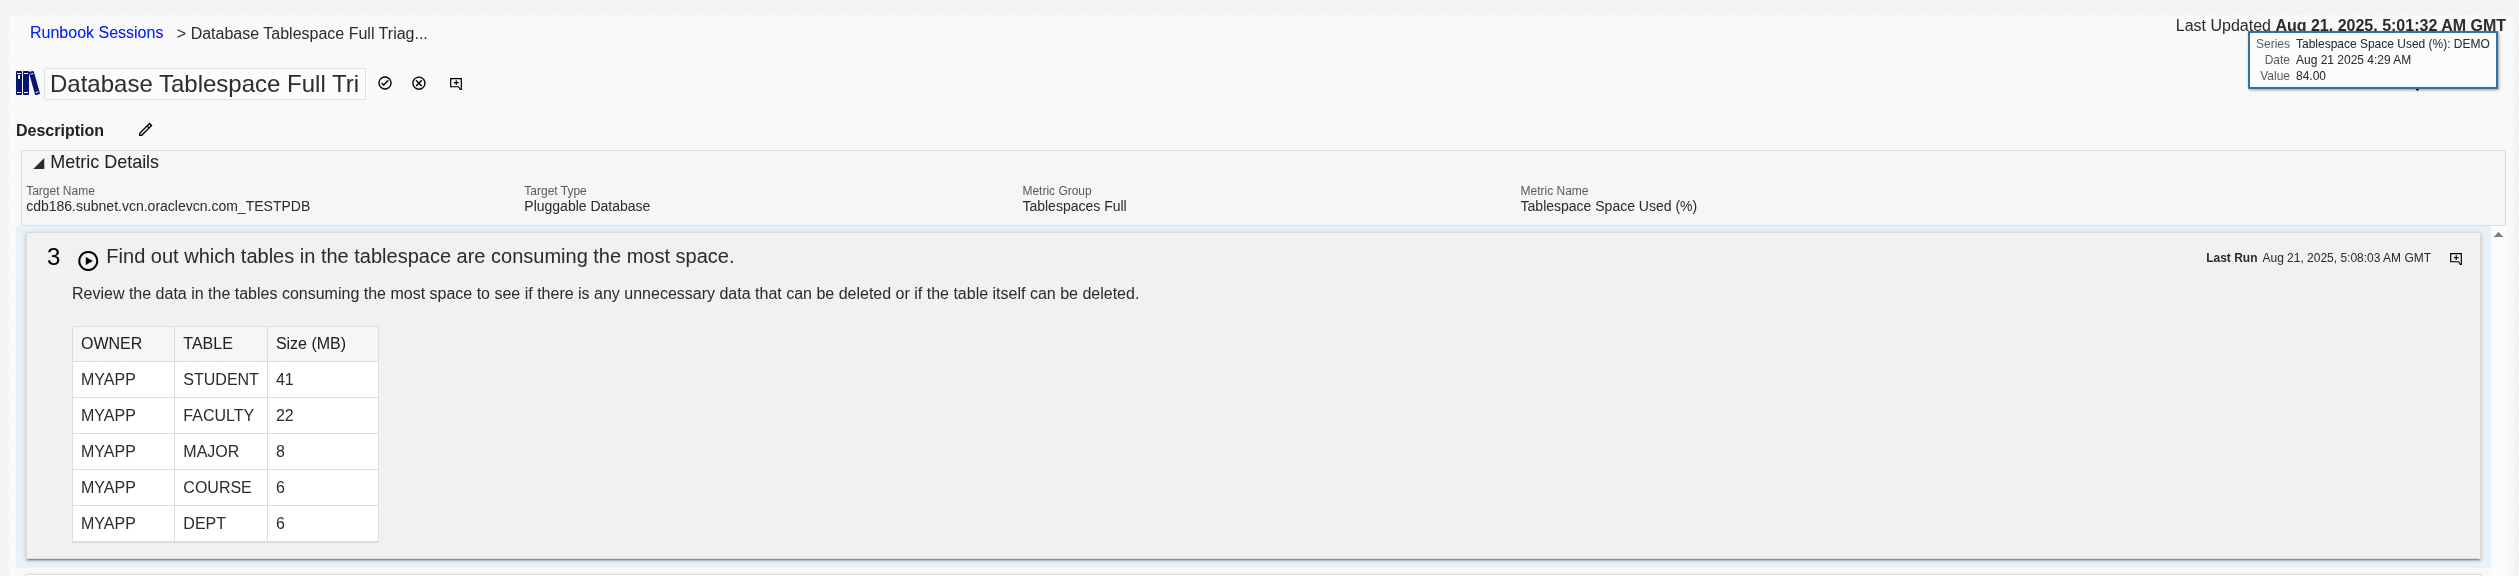 Runbook Sessions > Database Tablespace Full Triag...
Last Updated Aug 21, 2025, 5:01:32 AM GMT
Series Tablespace Space Used (%): DEMO
Date Aug 21 2025 4:29 AM
Value 84.00
Database Tablespace Full Tri
Description
Metric Details
Target Name Target Type Metric Group Metric Name
cdb186.subnet.vcn.oraclevcn.com_TESTPDB Pluggable Database Tablespaces Full Tablespace Space Used (%)
3 Find out which tables in the tablespace are consuming the most space. Last Run Aug 21, 2025, 5:08:03 AM GMT
Review the data in the tables consuming the most space to see if there is any unnecessary data that can be deleted or if the table itself can be deleted.
OWNER TABLE Size (MB)
MYAPP STUDENT 41
MYAPP FACULTY 22
MYAPP MAJOR 8
MYAPP COURSE 6
MYAPP DEPT 6